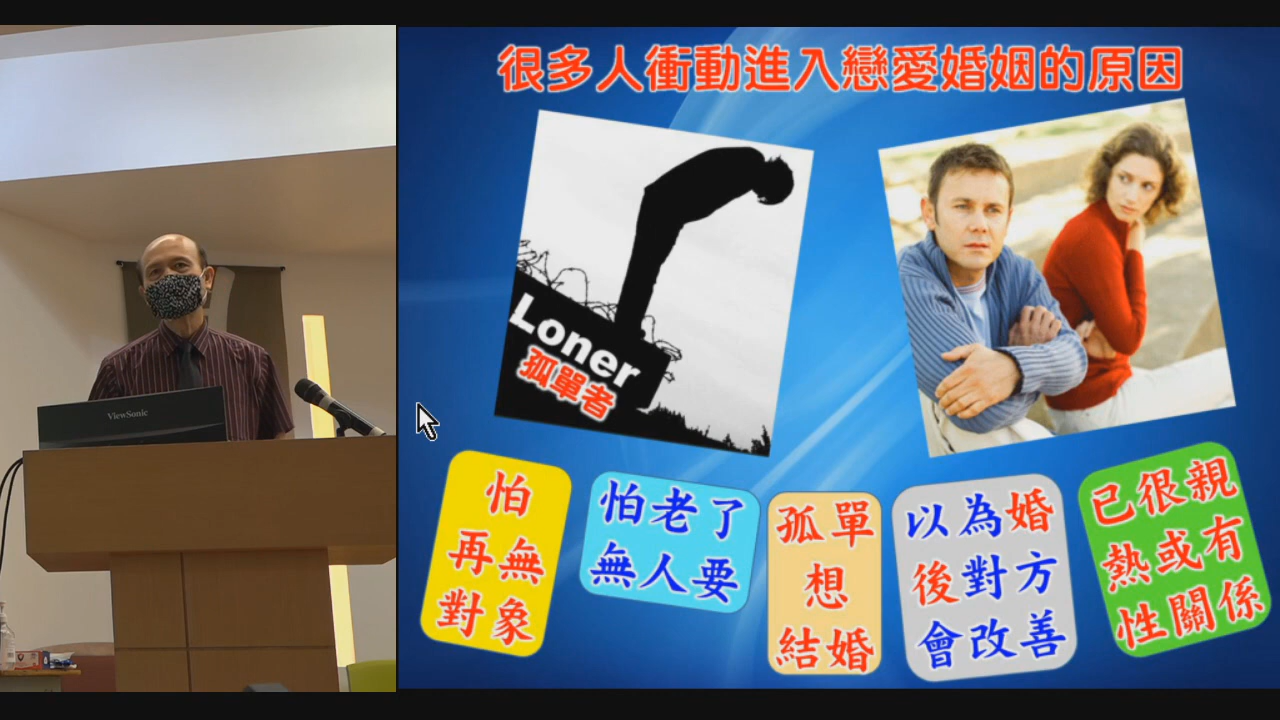 很多人衝動進入戀愛婚姻的原因
Loner
孤單者
ViewSonic
怕
再無
對象
怕老了
無人要
孤單
想
結婚
以為婚
後對方
會改善
已很親
熱或有
性關係